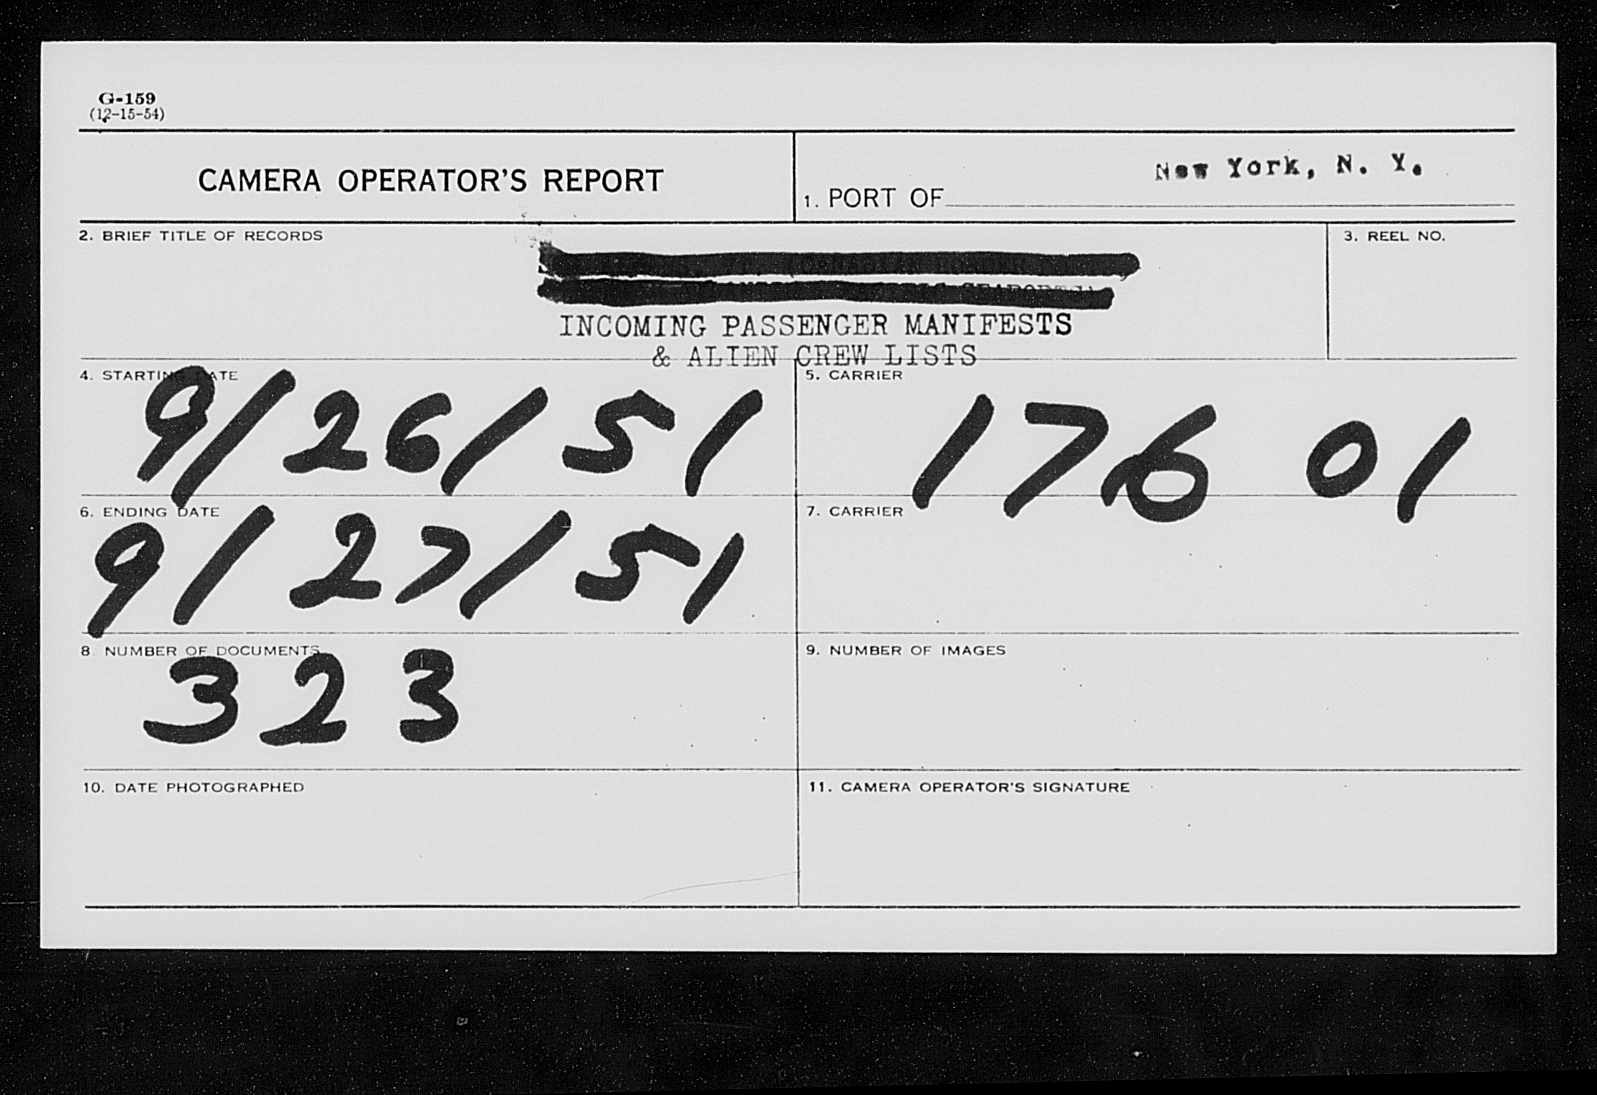 G-159
(12-15-54)
CAMERA OPERATOR'S REPORT
1. PORT OF New York, N. Y.
2. BRIEF TITLE OF RECORDS
3. REEL NO.
INCOMING PASSENGER MANIFESTS
& ALIEN CREW LISTS
4. STARTING DATE
9/26/51
5. CARRIER
176 01
6. ENDING DATE
9/27/51
7. CARRIER
8. NUMBER OF DOCUMENTS
323
9. NUMBER OF IMAGES
10. DATE PHOTOGRAPHED
11. CAMERA OPERATOR'S SIGNATURE